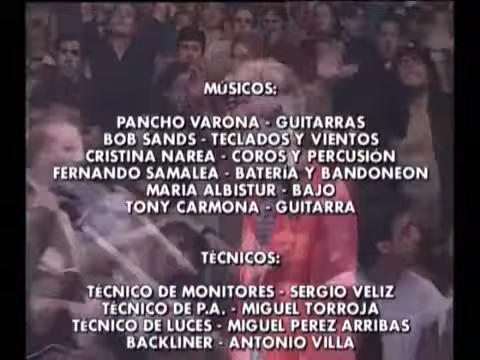 MÚSICOS:
PANCHO VARONA - GUITARRAS
BOB SANDS - TECLADOS Y VIENTOS
CRISTINA NAREA - COROS Y PERCUSIÓN
FERNANDO SAMALEA - BATERÍA Y BANDONEON
MARIA ALBISTUR - BAJO
TONY CARMONA - GUITARRA
TÉCNICOS:
TÉCNICO DE MONITORES - SERGIO VELIZ
TÉCNICO DE P.A. - MIGUEL TORROJA
TÉCNICO DE LUCES - MIGUEL PEREZ ARRIBAS
BACKLINER - ANTONIO VILLA